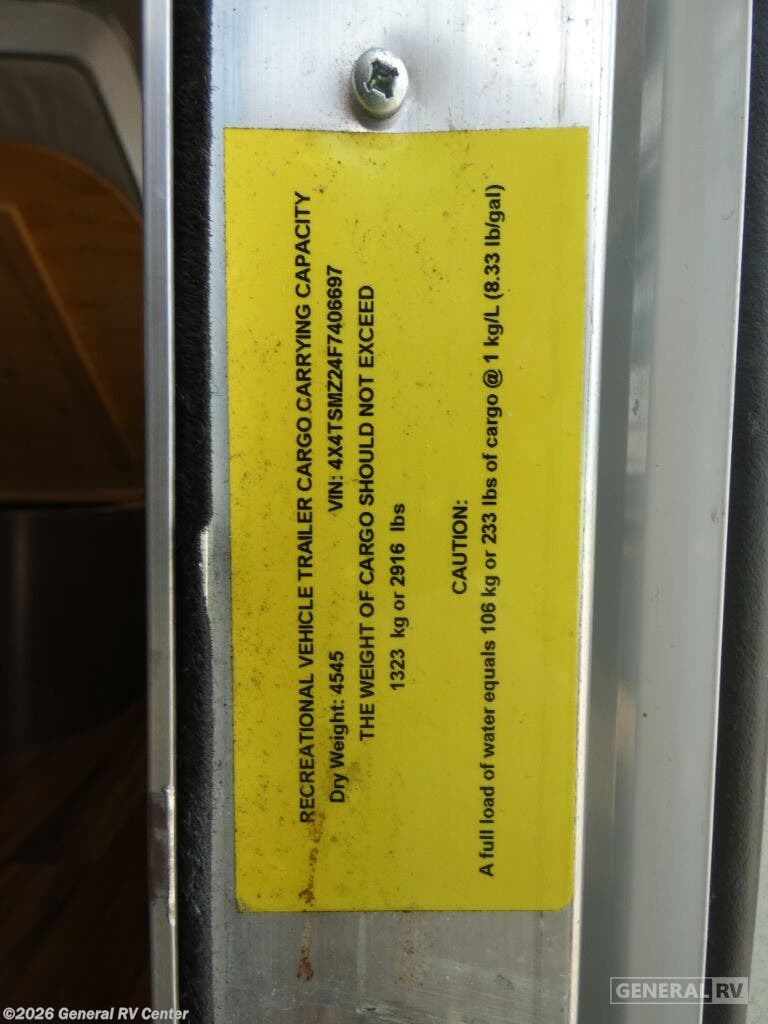 RECREATIONAL VEHICLE TRAILER CARGO CARRYING CAPACITY
Dry Weight: 4545 VIN: 4X4TSMZ24F7406697
THE WEIGHT OF CARGO SHOULD NOT EXCEED
1323 kg or 2916 lbs
CAUTION:
A full load of water equals 106 kg or 233 lbs of cargo @ 1 kg/L (8.33 lb/gal)
GENERAL RV
©2026 General RV Center